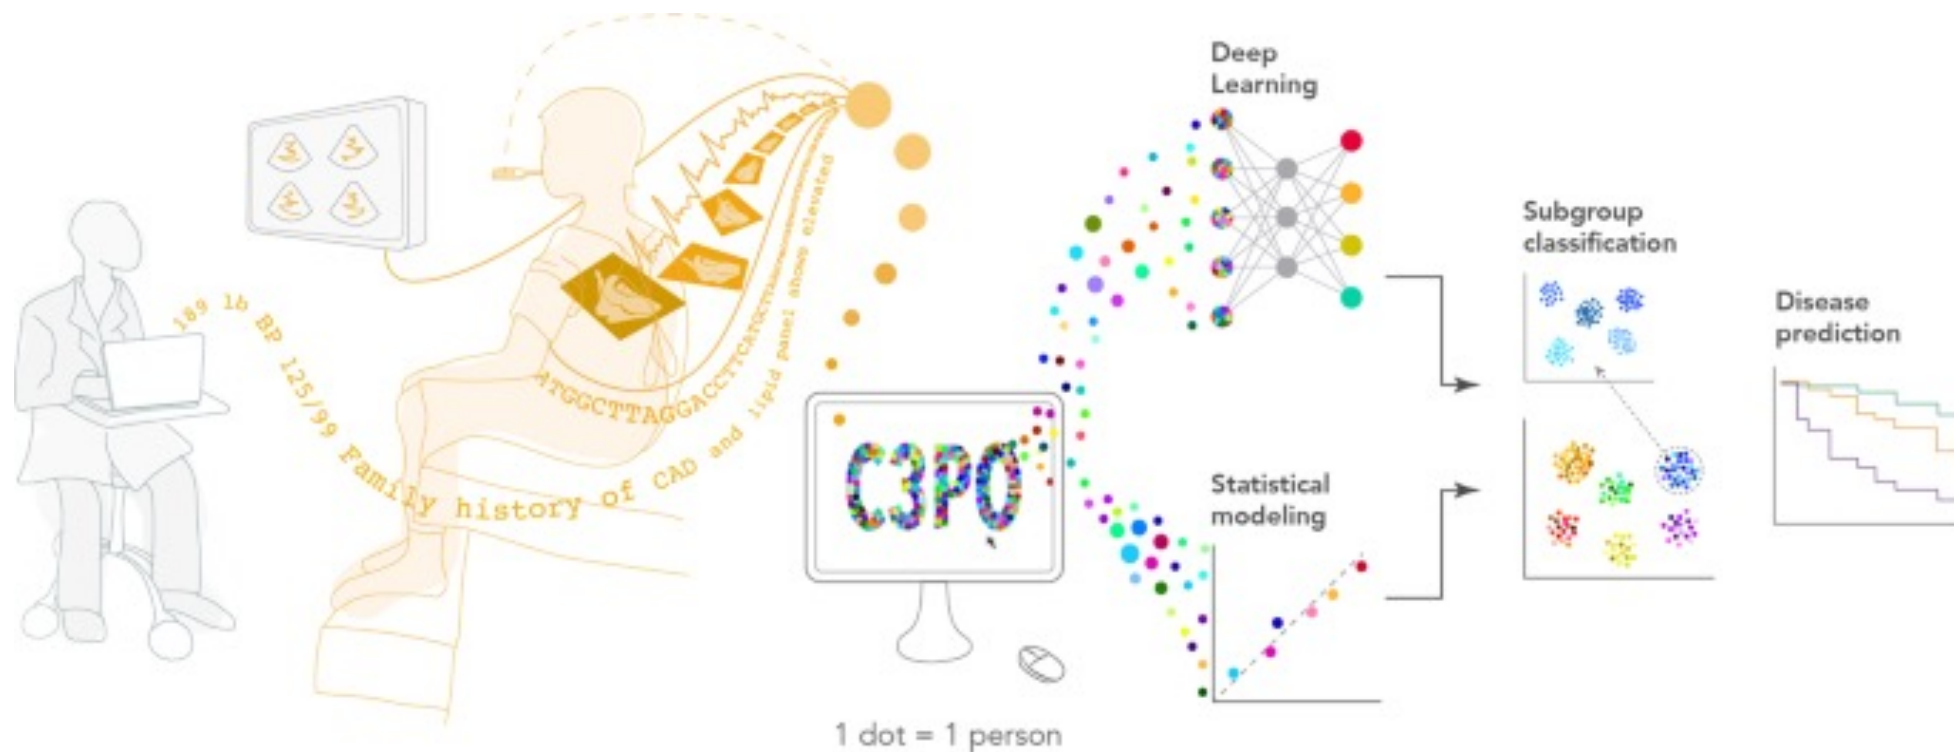 189 lb BP 125/99 Family history of CAD and lipid panel shows elevated
C3PO
1 dot = 1 person
Deep
Learning
Statistical
modeling
Subgroup
classification
Disease
prediction